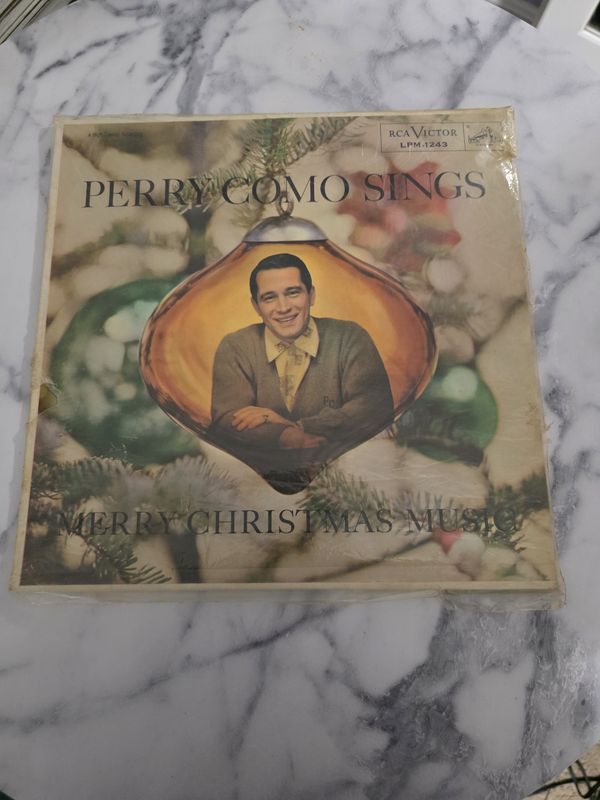 RCA VICTOR
LPM-1243
PERRY COMO SINGS
MERRY CHRISTMAS MUSIC